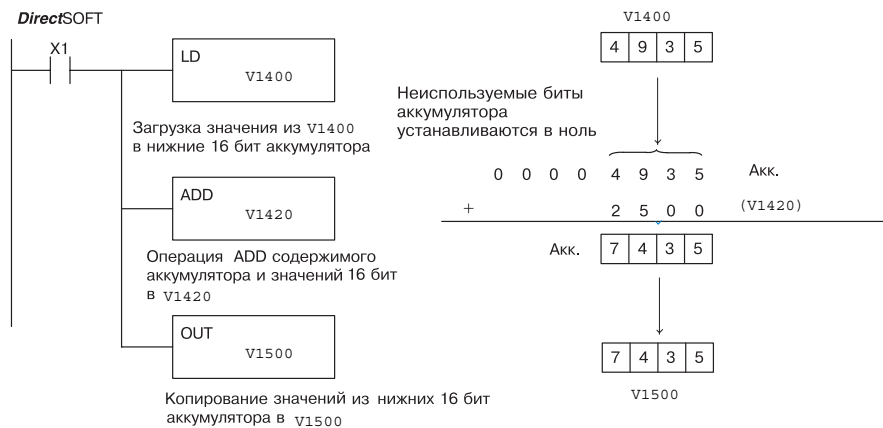 DirectSOFT
X1
LD
V1400
Загрузка значения из V1400
в нижние 16 бит аккумулятора
ADD
V1420
Операция ADD содержимого
аккумулятора и значений 16 бит
в V1420
OUT
V1500
Копирование значений из нижних 16 бит
аккумулятора в V1500
V1400
4 9 3 5
Неиспользуемые биты
аккумулятора
устанавливаются в ноль
0 0 0 0 4 9 3 5 Акк.
+ 2 5 0 0 (V1420)
Акк. 7 4 3 5
7 4 3 5
V1500